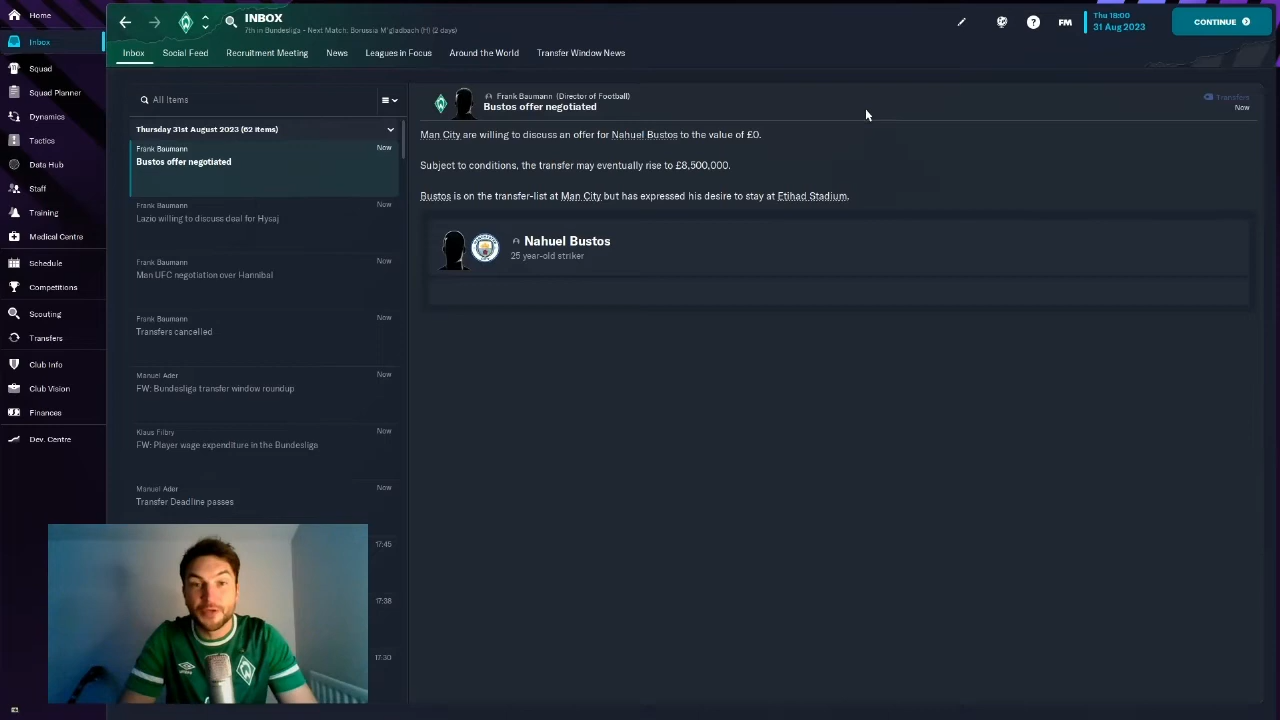 Home
Inbox
Squad
Squad Planner
Dynamics
Tactics
Data Hub
Staff
Training
Medical Centre
Schedule
Competitions
Scouting
Transfers
Club Info
Club Vision
Finances
Dev. Centre
INBOX
7th in Bundesliga - Next Match: Borussia M'gladbach (H) (2 days)
FM
Thu 18:00
31 Aug 2023
CONTINUE
Inbox
Social Feed
Recruitment Meeting
News
Leagues in Focus
Around the World
Transfer Window News
All Items
Thursday 31st August 2023 (62 items)
Frank Baumann
Now
Bustos offer negotiated
Frank Baumann
Now
Lazio willing to discuss deal for Hysaj
Frank Baumann
Now
Man UFC negotiation over Hannibal
Frank Baumann
Now
Transfers cancelled
Manuel Ader
Now
FW: Bundesliga transfer window roundup
Klaus Filbry
Now
FW: Player wage expenditure in the Bundesliga
Manuel Ader
Now
Transfer Deadline passes
17:45
17:38
17:30
Frank Baumann (Director of Football)
Bustos offer negotiated
Transfers
Now
Man City are willing to discuss an offer for Nahuel Bustos to the value of £0.
Subject to conditions, the transfer may eventually rise to £8,500,000.
Bustos is on the transfer-list at Man City but has expressed his desire to stay at Etihad Stadium.
Nahuel Bustos
25 year-old striker
umbro